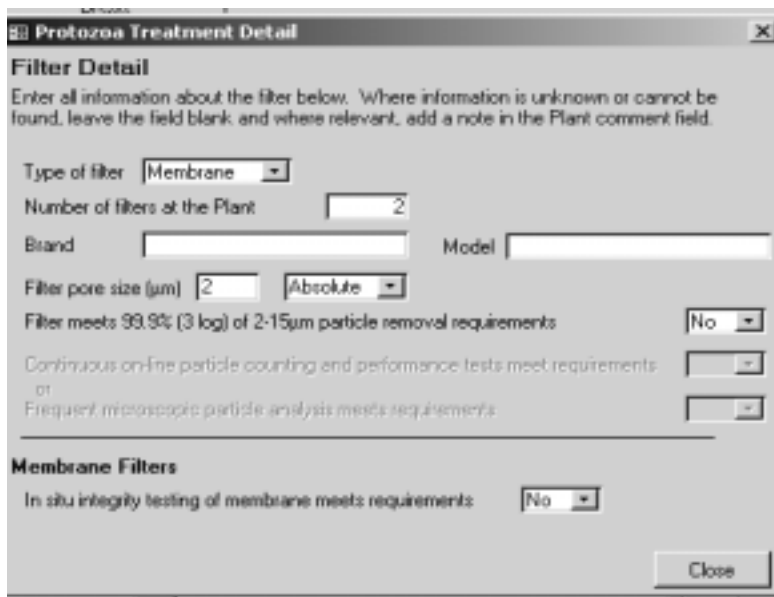 Protozoa Treatment Detail
Filter Detail
Enter all information about the filter below. Where information is unknown or cannot be
found, leave the field blank and where relevant, add a note in the Plant comment field.
Type of filter Membrane
Number of filters at the Plant 2
Brand Model
Filter pore size (µm) 2 Absolute
Filter meets 99.9% (3 log) of 2-15µm particle removal requirements No
Continuous on-line particle counting and performance tests meet requirements
or
Frequent microscopic particle analysis meets requirements
Membrane Filters
In situ integrity testing of membrane meets requirements No
Close